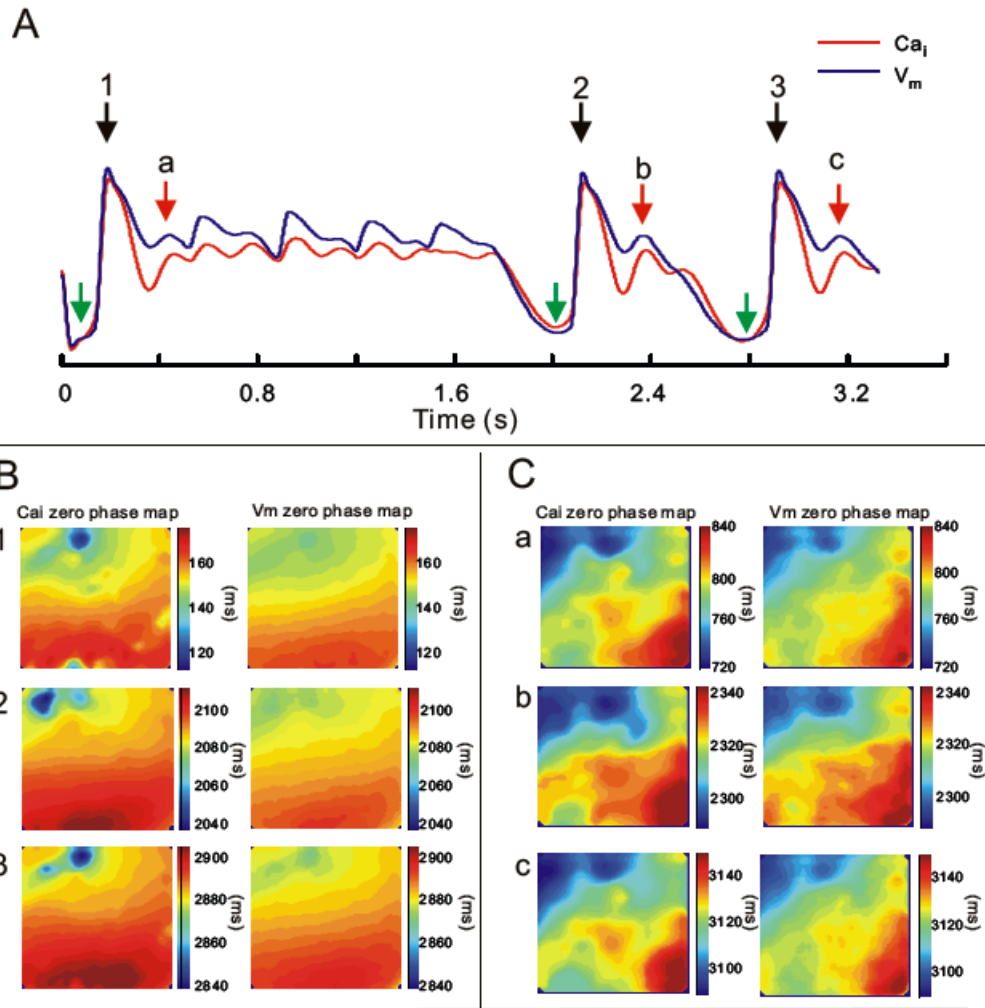 A
Ca i
V m
1
2
3
a
b
c
0
0.8
1.6
2.4
3.2
Time (s)
B
Cai zero phase map
Vm zero phase map
1
160
140
120
(ms)
160
140
120
(ms)
2
2100
2080
2060
2040
(ms)
2100
2080
2060
2040
(ms)
3
2900
2880
2860
2840
(ms)
2900
2880
2860
2840
(ms)
C
Cai zero phase map
Vm zero phase map
a
840
800
760
720
(ms)
840
800
760
720
(ms)
b
2340
2320
2300
(ms)
2340
2320
2300
(ms)
c
3140
3120
3100
(ms)
3140
3120
3100
(ms)